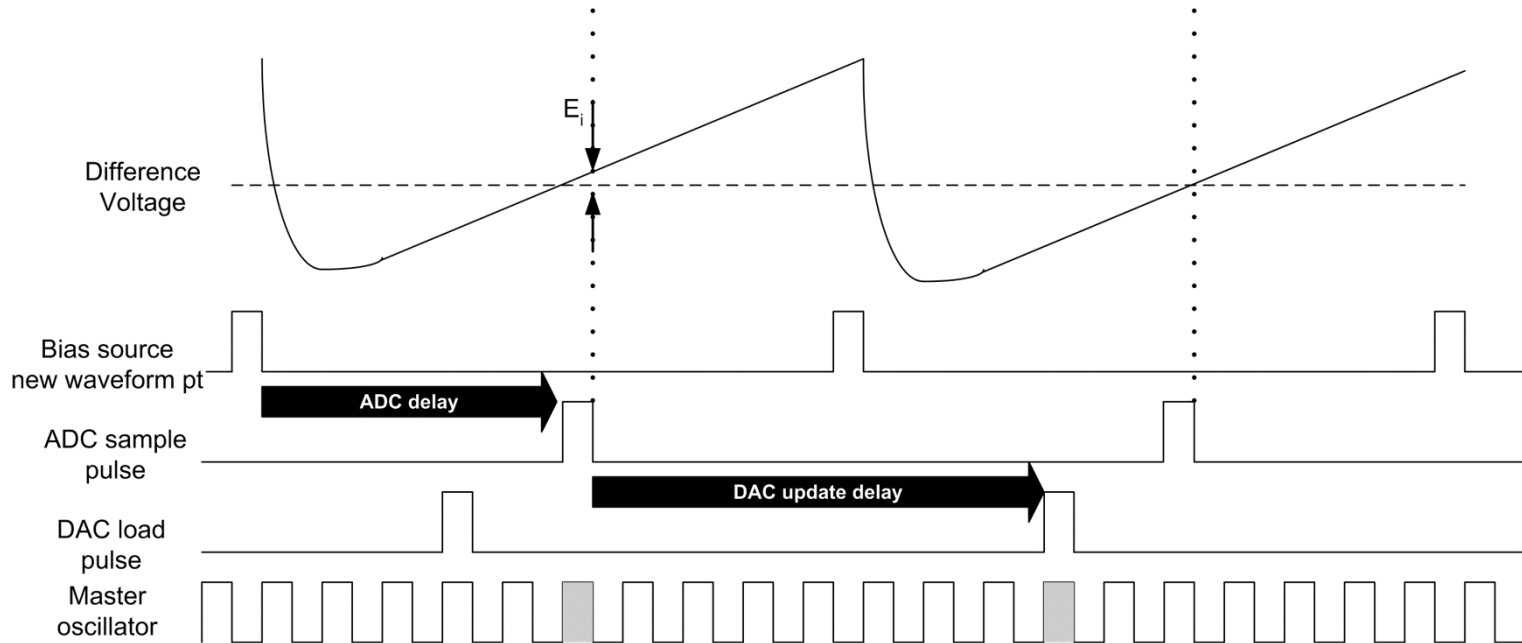 E_i
Difference
Voltage
Bias source
new waveform pt
ADC delay
ADC sample
pulse
DAC update delay
DAC load
pulse
Master
oscillator